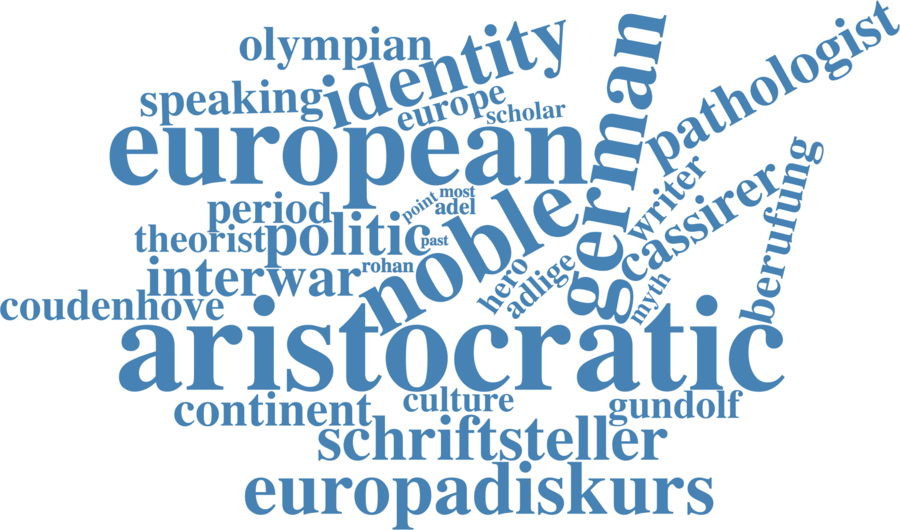 olympian
identity
german
pathologist
speaking
europe
scholar
european
writer
cassirer
berufung
period
point
most
adel
noble
theorist
politic
past
interwar
rohan
hero
adlige
myth
coudenhove
aristocratic
continent
culture
gundolf
schriftsteller
europadiskurs